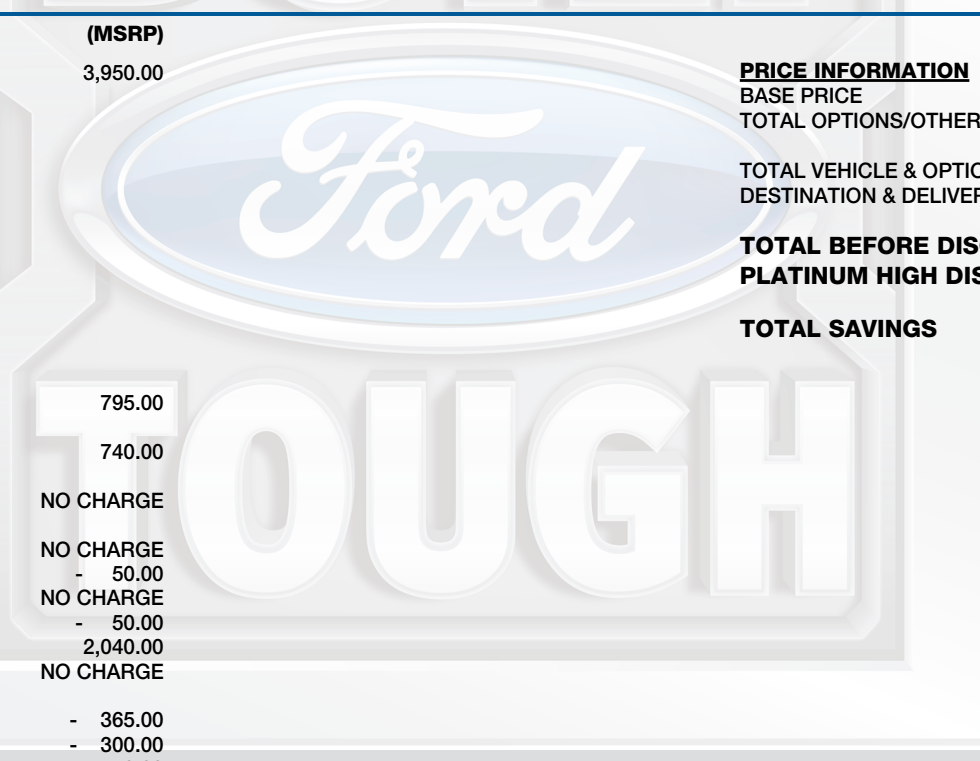 (MSRP)
3,950.00
PRICE INFORMATION
BASE PRICE
TOTAL OPTIONS/OTHER
TOTAL VEHICLE & OPTIO
DESTINATION & DELIVER
TOTAL BEFORE DIS
PLATINUM HIGH DIS
TOTAL SAVINGS
Ford
TOUGH
795.00
740.00
NO CHARGE
NO CHARGE
- 50.00
NO CHARGE
- 50.00
2,040.00
NO CHARGE
- 365.00
- 300.00